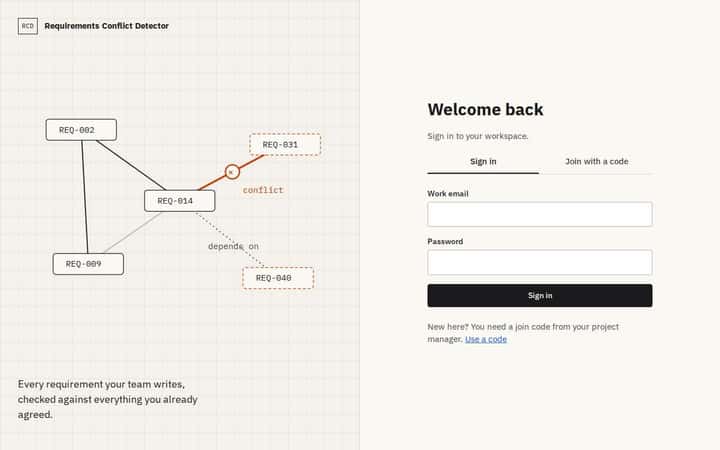 RCD
Requirements Conflict Detector
REQ-002
REQ-031
×
conflict
REQ-014
depends on
REQ-009
REQ-040
Every requirement your team writes,
checked against everything you already
agreed.
Welcome back
Sign in to your workspace.
Sign in
Join with a code
Work email
Password
Sign in
New here? You need a join code from your project
manager. Use a code